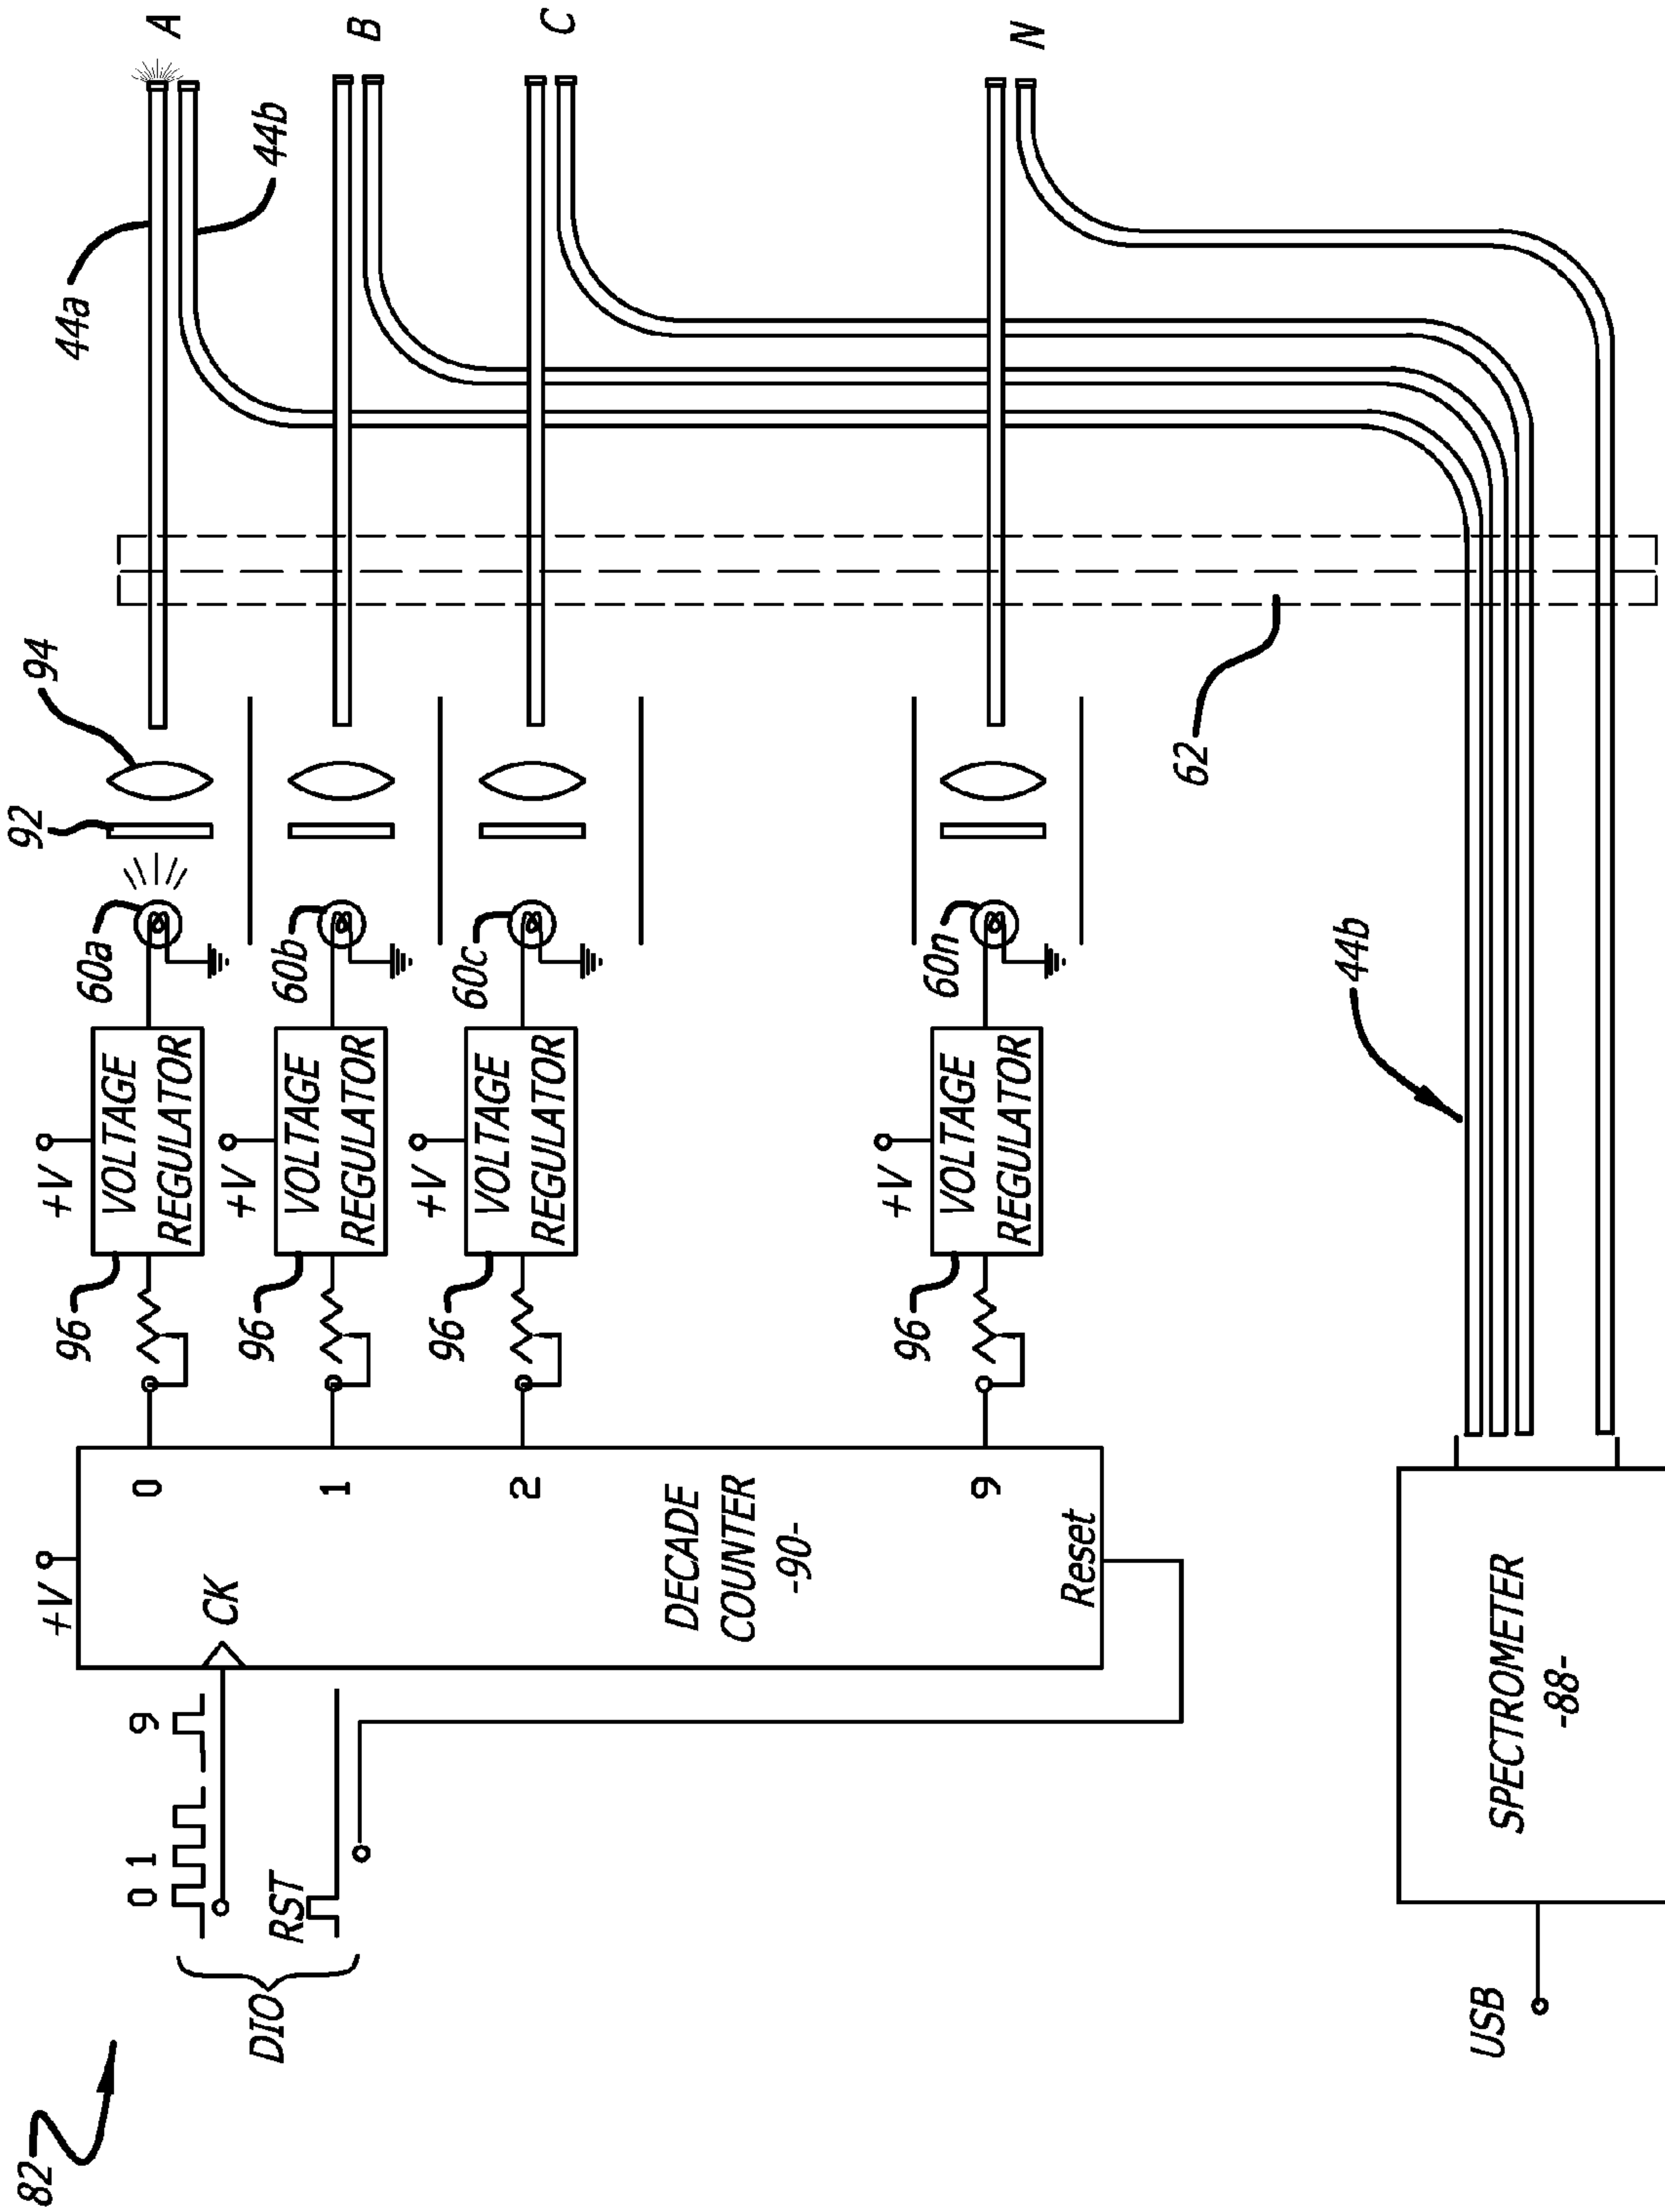 82
DIO
0 1 9
RST
+V
CK
0
1
2
9
DECADE
COUNTER
-90-
Reset
96
+V
VOLTAGE
REGULATOR
60a
92
94
44a
44b
A
96
+V
VOLTAGE
REGULATOR
60b
B
96
+V
VOLTAGE
REGULATOR
60c
C
96
+V
VOLTAGE
REGULATOR
60n
N
62
44b
USB
SPECTROMETER
-88-